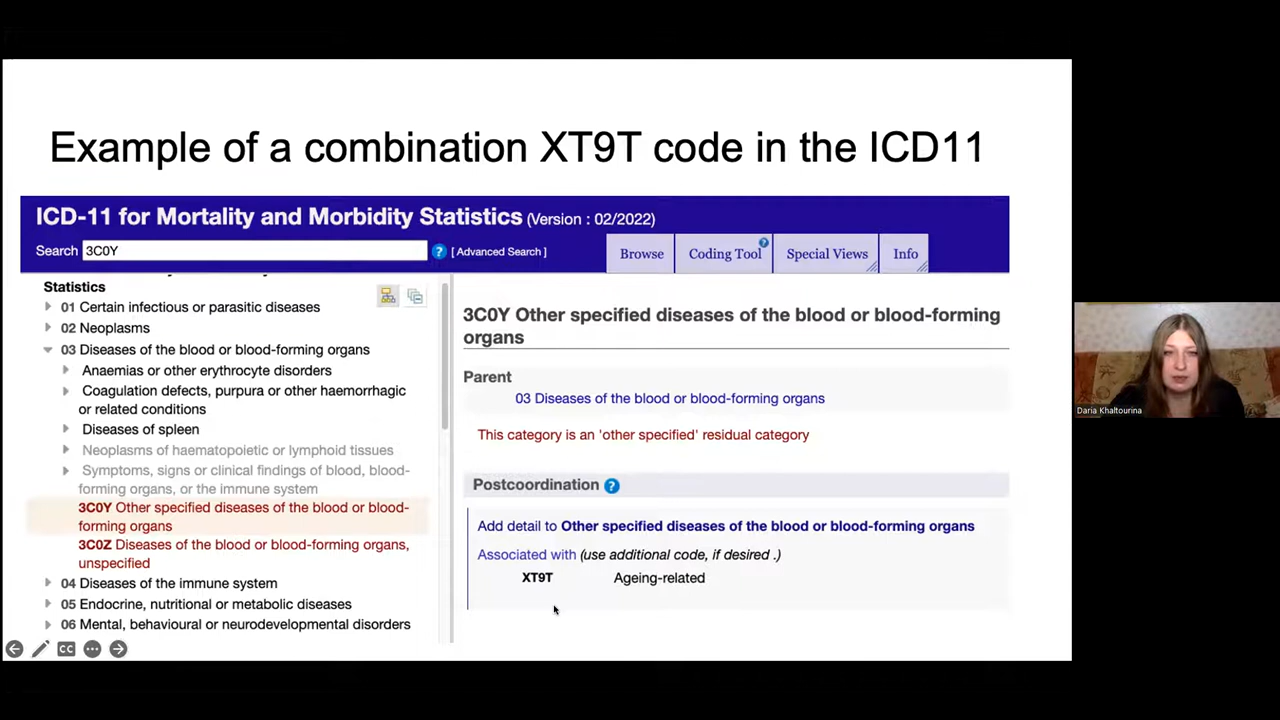 Example of a combination XT9T code in the ICD11
ICD-11 for Mortality and Morbidity Statistics (Version : 02/2022)
Search 3C0Y ? [ Advanced Search ]
Browse
Coding Tool ?
Special Views
Info
Statistics
01 Certain infectious or parasitic diseases
02 Neoplasms
03 Diseases of the blood or blood-forming organs
Anaemias or other erythrocyte disorders
Coagulation defects, purpura or other haemorrhagic
or related conditions
Diseases of spleen
Neoplasms of haematopoietic or lymphoid tissues
Symptoms, signs or clinical findings of blood, blood-
forming organs, or the immune system
3C0Y Other specified diseases of the blood or blood-
forming organs
3C0Z Diseases of the blood or blood-forming organs,
unspecified
04 Diseases of the immune system
05 Endocrine, nutritional or metabolic diseases
06 Mental, behavioural or neurodevelopmental disorders
3C0Y Other specified diseases of the blood or blood-forming
organs
Parent
03 Diseases of the blood or blood-forming organs
This category is an 'other specified' residual category
Postcoordination ?
Add detail to Other specified diseases of the blood or blood-forming organs
Associated with (use additional code, if desired .)
XT9T Ageing-related
CC
Daria Khaltourina